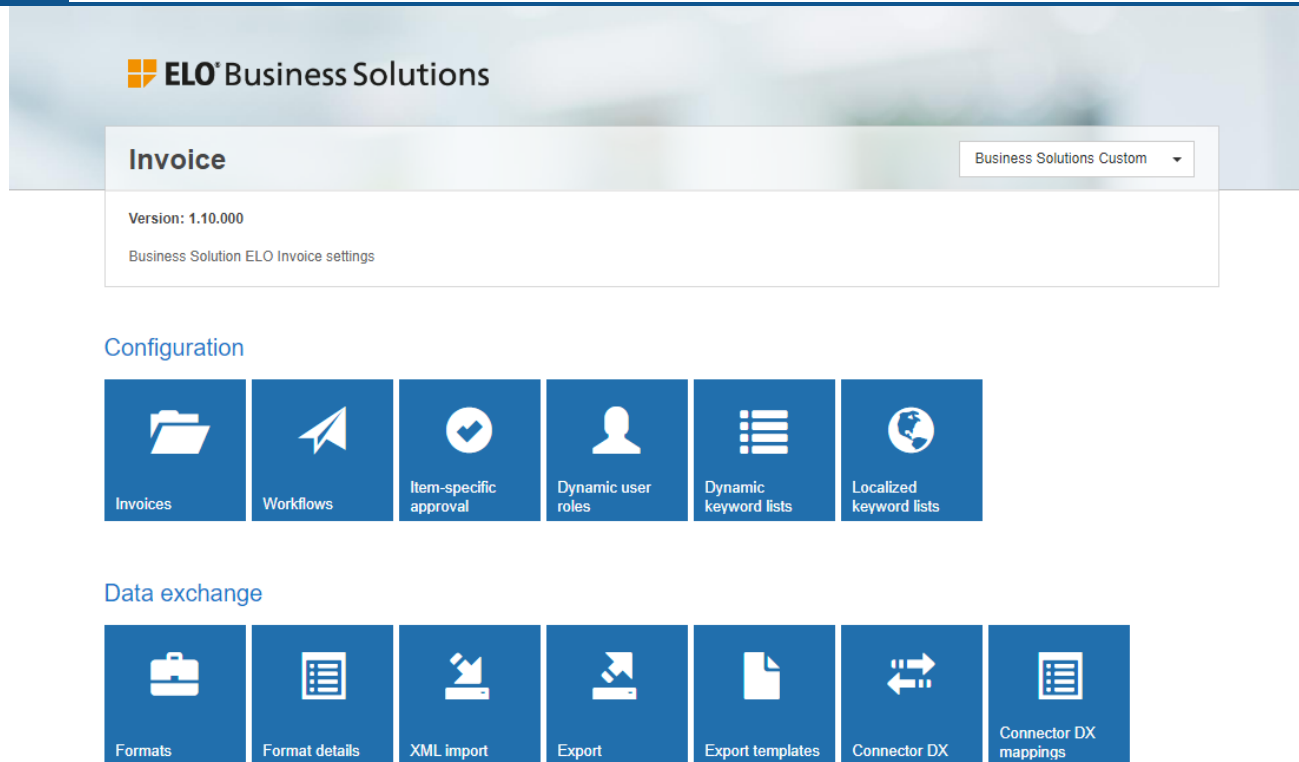 ELO® Business Solutions
Invoice
Business Solutions Custom
Version: 1.10.000
Business Solution ELO Invoice settings
Configuration
Invoices
Workflows
Item-specific
approval
Dynamic user
roles
Dynamic
keyword lists
Localized
keyword lists
Data exchange
Formats
Format details
XML import
Export
Export templates
Connector DX
Connector DX
mappings